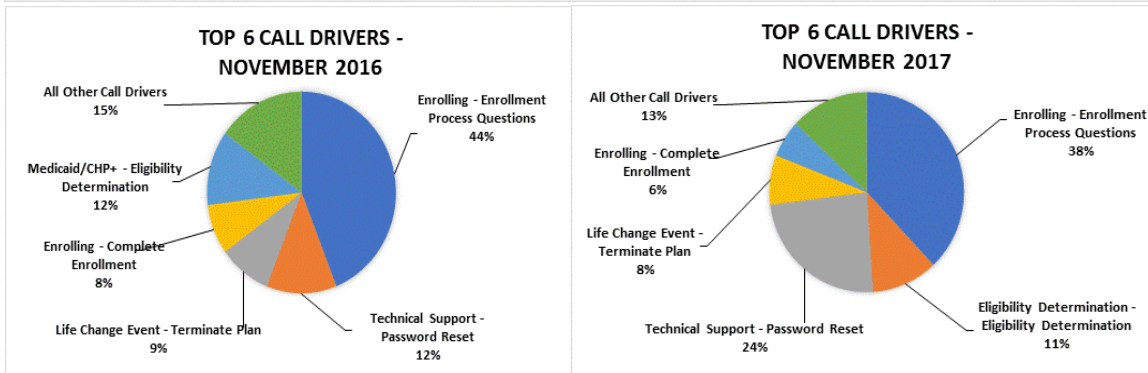 TOP 6 CALL DRIVERS -
NOVEMBER 2016
All Other Call Drivers
15%
Enrolling - Enrollment
Process Questions
44%
Medicaid/CHP+ - Eligibility
Determination
12%
Enrolling - Complete
Enrollment
8%
Life Change Event - Terminate Plan
9%
Technical Support -
Password Reset
12%
TOP 6 CALL DRIVERS -
NOVEMBER 2017
All Other Call Drivers
13%
Enrolling - Enrollment
Process Questions
38%
Enrolling - Complete
Enrollment
6%
Life Change Event -
Terminate Plan
8%
Technical Support - Password Reset
24%
Eligibility Determination -
Eligibility Determination
11%